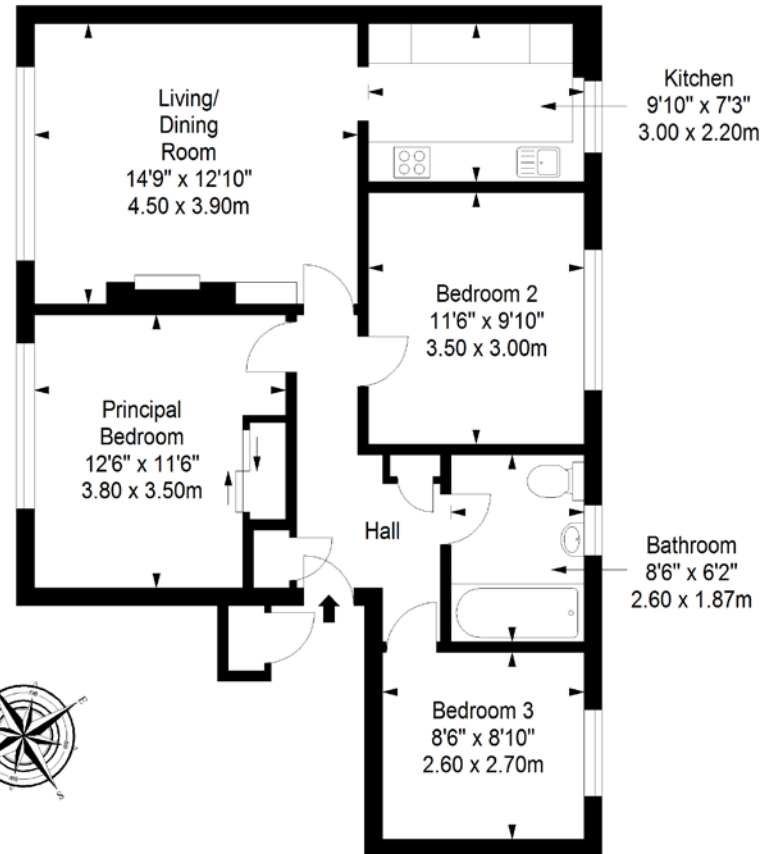 Living/
Dining
Room
14'9" x 12'10"
4.50 x 3.90m
Kitchen
9'10" x 7'3"
3.00 x 2.20m
Bedroom 2
11'6" x 9'10"
3.50 x 3.00m
Principal
Bedroom
12'6" x 11'6"
3.80 x 3.50m
Hall
Bathroom
8'6" x 6'2"
2.60 x 1.87m
Bedroom 3
8'6" x 8'10"
2.60 x 2.70m
E
S